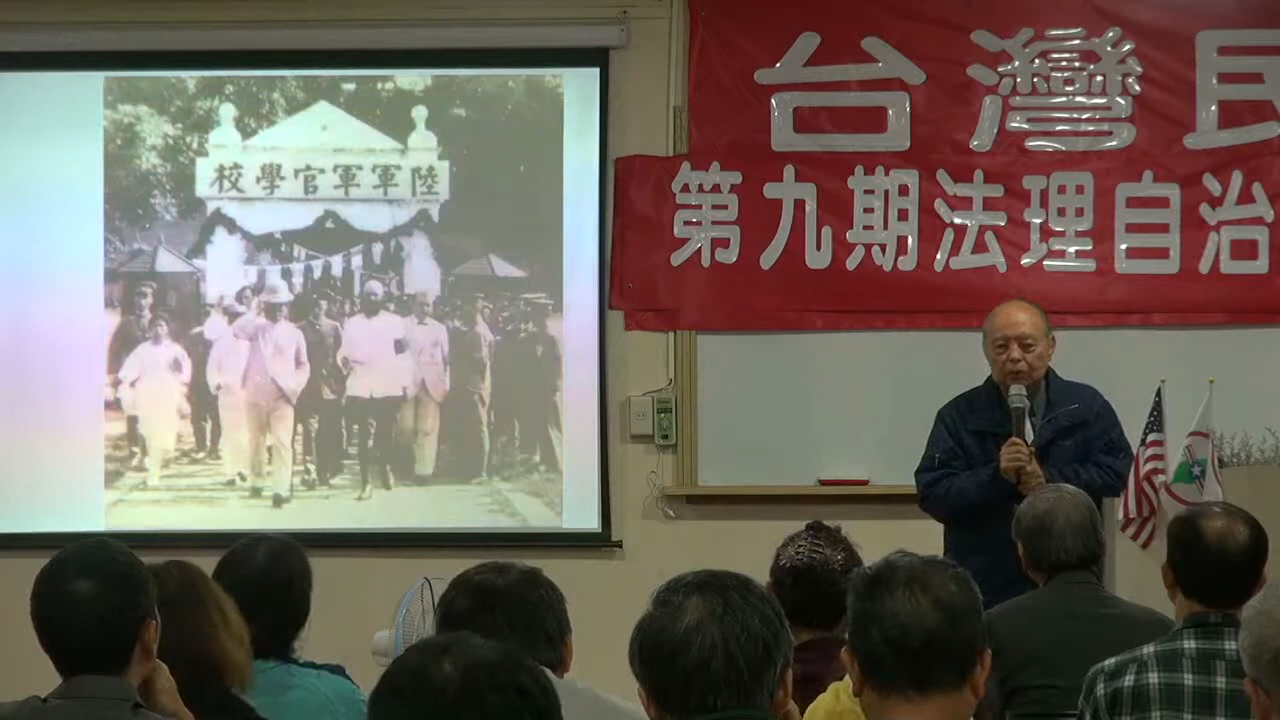 陸軍軍官學校
台灣民
第九期法理自治